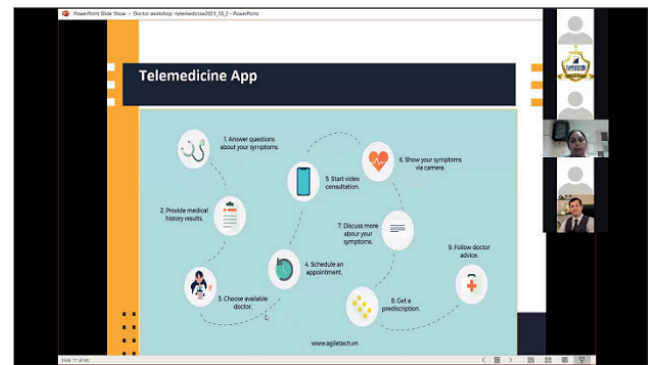 PowerPoint Slide Show - Doctor workshop -telemedicine2021_10_2 - PowerPoint
Telemedicine App
1. Answer questions
about your symptoms.
2. Provide medical
history results.
3. Choose available
doctor.
4. Schedule an
appointment.
5. Start video
consultation.
6. Show your symptoms
via camera.
7. Discuss more
abour your
symptoms.
8. Get a
prediscription.
9. Follow doctor
advice.
www.agiletech.vn